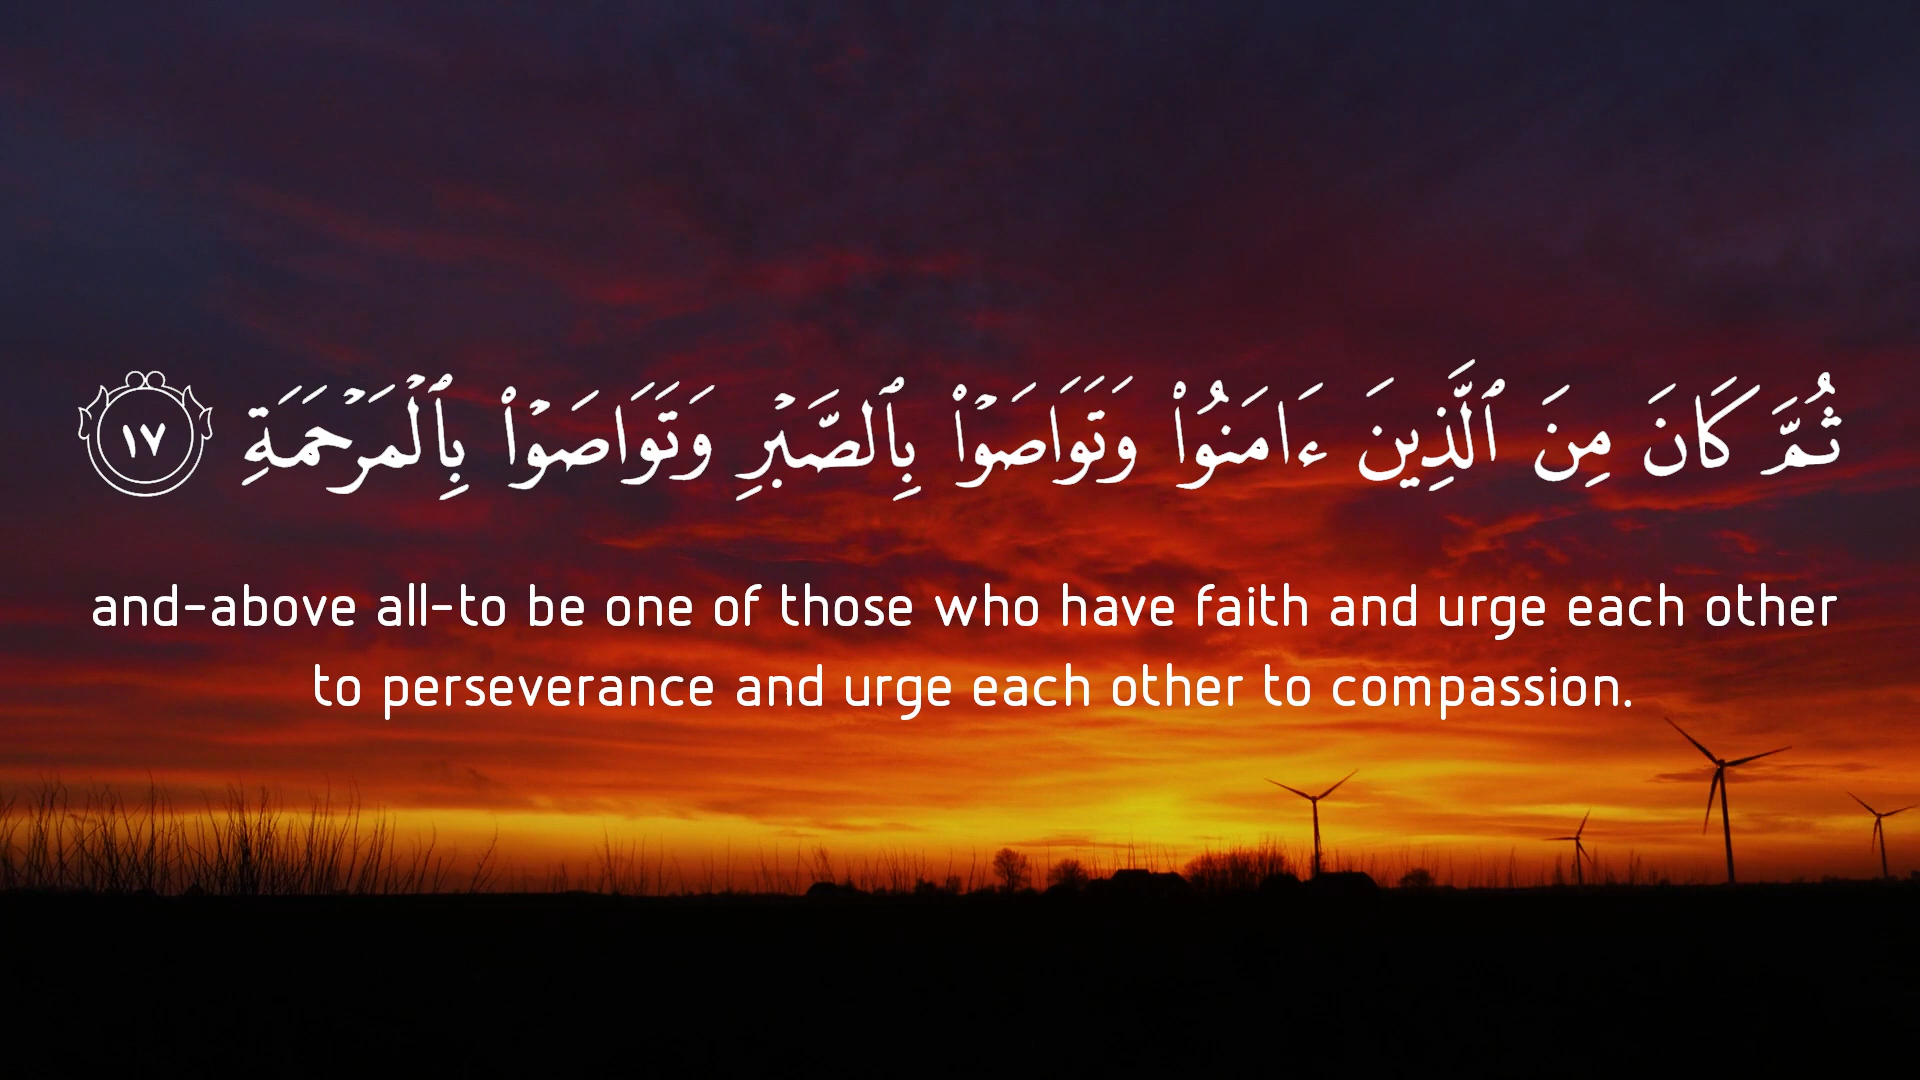 ثُمَّ كَانَ مِنَ ٱلَّذِينَ ءَامَنُوا۟ وَتَوَاصَوْا۟ بِٱلصَّبْرِ وَتَوَاصَوْا۟ بِٱلْمَرْحَمَةِ ١٧
and-above all-to be one of those who have faith and urge each other
to perseverance and urge each other to compassion.